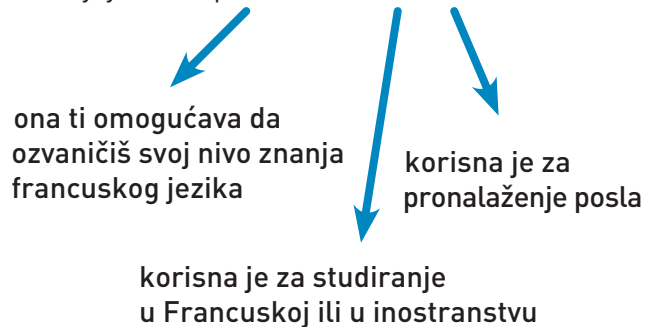 ona ti omogućava da
ozvaničiš svoj nivo znanja
francuskog jezika
korisna je za
pronalaženje posla
korisna je za studiranje
u Francuskoj ili u inostranstvu